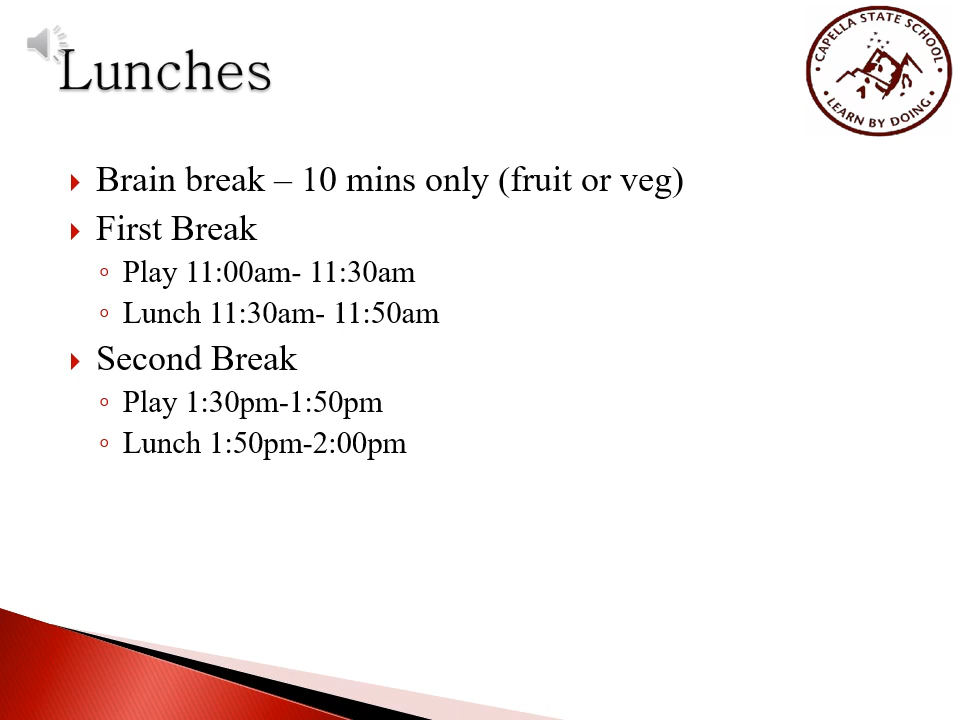 Lunches
CAPELLA STATE SCHOOL
LEARN BY DOING
Brain break – 10 mins only (fruit or veg)
First Break
Play 11:00am- 11:30am
Lunch 11:30am- 11:50am
Second Break
Play 1:30pm-1:50pm
Lunch 1:50pm-2:00pm